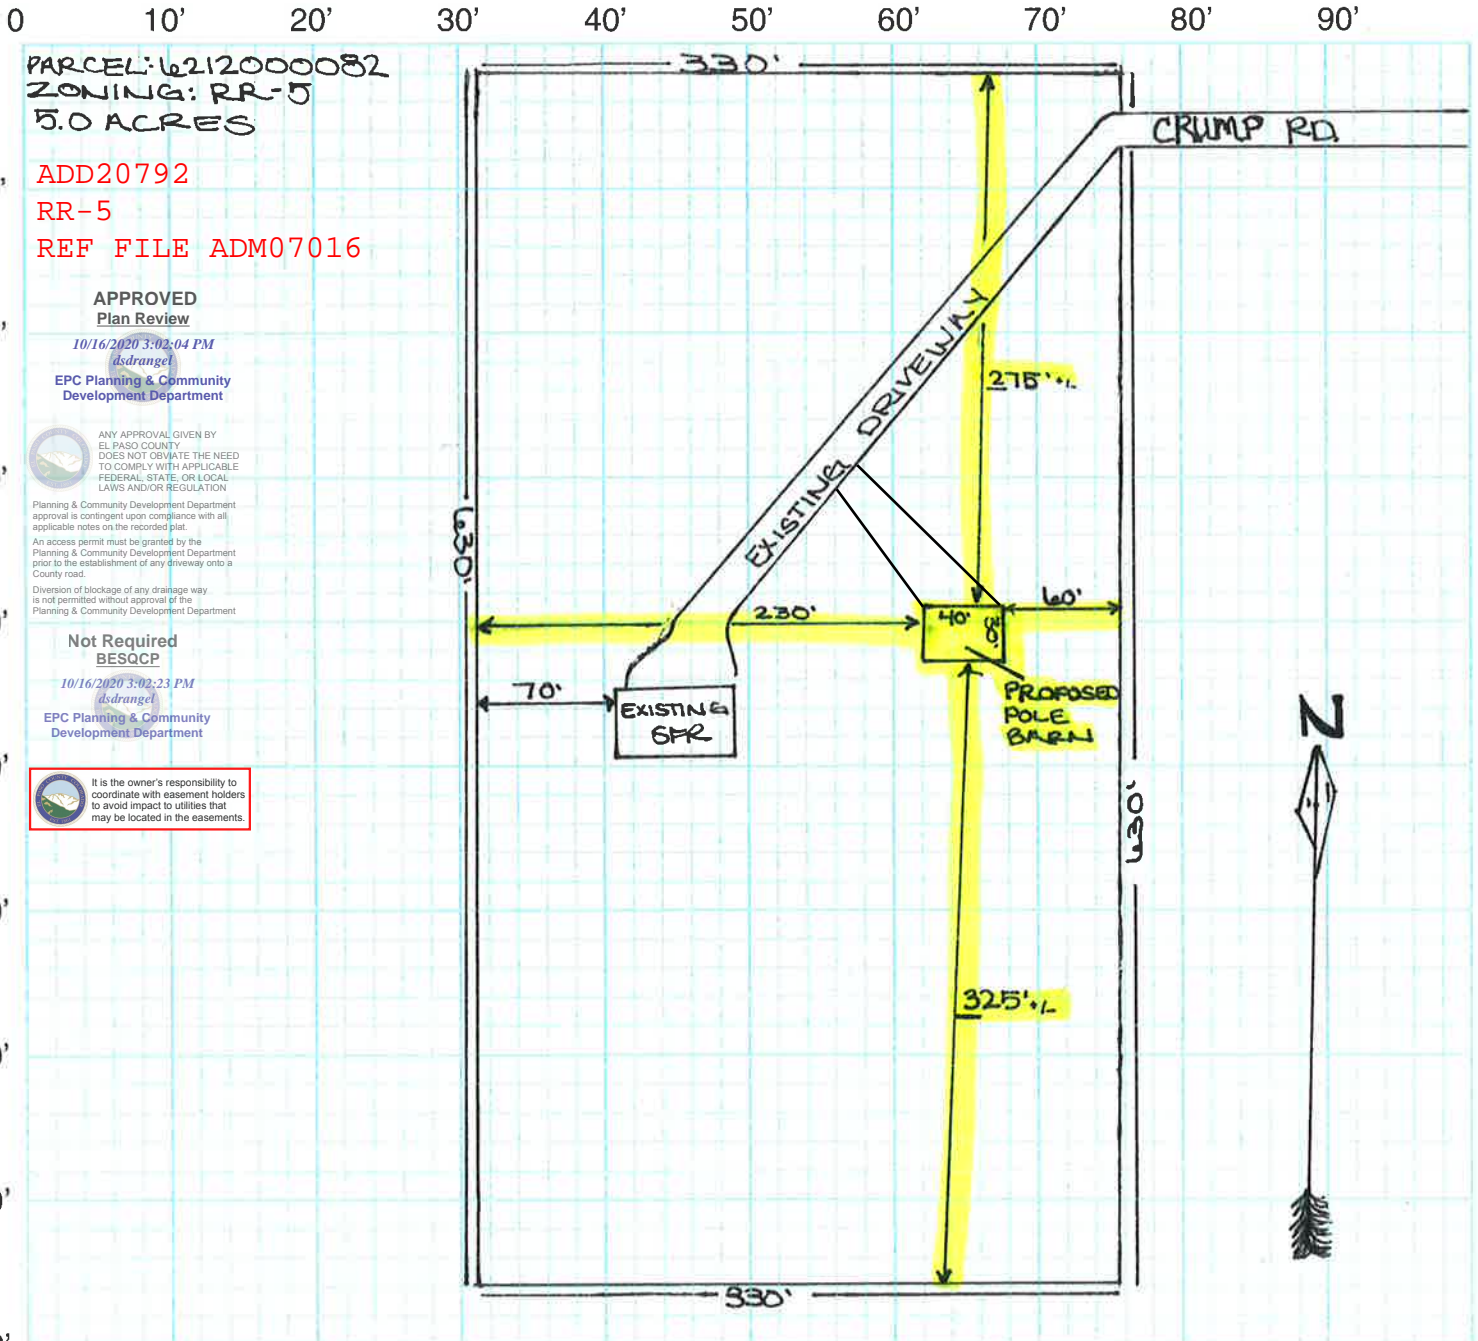 0 10' 20' 30' 40' 50' 60' 70' 80' 90'
PARCEL: 6212000082
ZONING: RR-5
5.0 ACRES
ADD20792
RR-5
REF FILE ADM07016
APPROVED
Plan Review
10/16/2020 3:02:04 PM
dsdrangel
EPC Planning & Community
Development Department
ANY APPROVAL GIVEN BY
EL PASO COUNTY
DOES NOT OBVIATE THE NEED
TO COMPLY WITH APPLICABLE
FEDERAL, STATE, OR LOCAL
LAWS AND/OR REGULATION
Planning & Community Development Department
approval is contingent upon compliance with all
applicable notes on the recorded plat.
An access permit must be granted by the
Planning & Community Development Department
prior to the establishment of any driveway onto a
County road.
Diversion of blockage of any drainage way
is not permitted without approval of the
Planning & Community Development Department
Not Required
BESQCP
10/16/2020 3:02:23 PM
dsdrangel
EPC Planning & Community
Development Department
It is the owner's responsibility to
coordinate with easement holders
to avoid impact to utilities that
may be located in the easements.
330'
CRUMP RD.
EXISTING DRIVEWAY
275' +/-
630'
230'
40'
30'
60'
70'
EXISTING
SFR
PROPOSED
POLE
BARN
N
630'
325' +/-
330'